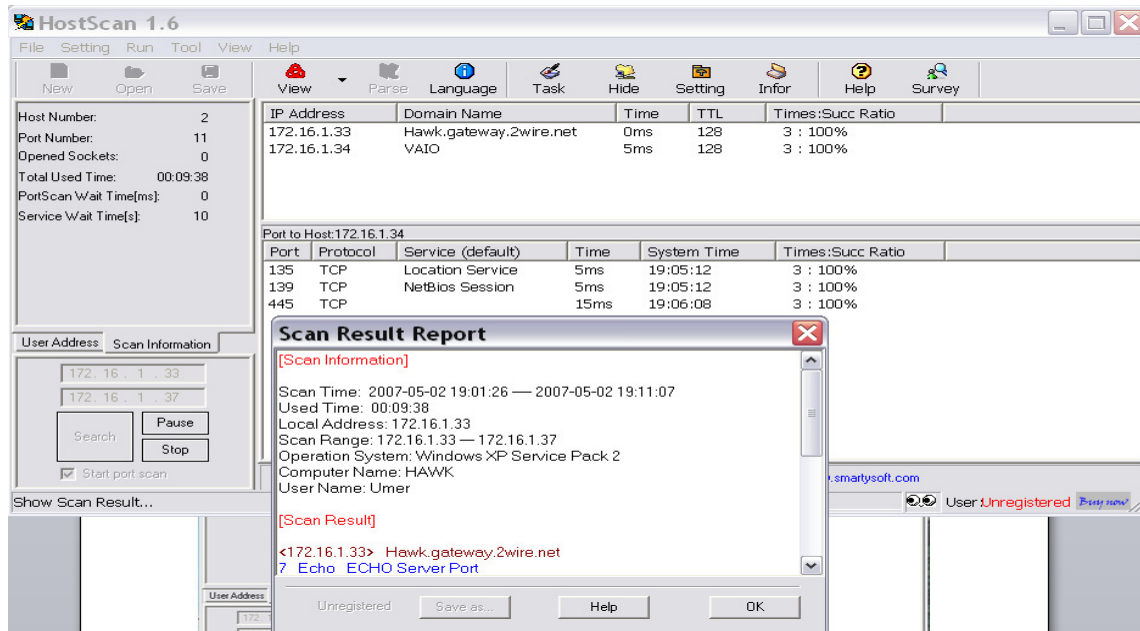 HostScan 1.6
File Setting Run Tool View Help
New Open Save View Parse Language Task Hide Setting Infor Help Survey
Host Number: 2
Port Number: 11
Opened Sockets: 0
Total Used Time: 00:09:38
PortScan Wait Time[ms]: 0
Service Wait Time[s]: 10
IP Address Domain Name Time TTL Times:Succ Ratio
172.16.1.33 Hawk.gateway.2wire.net 0ms 128 3 : 100%
172.16.1.34 VAIO 5ms 128 3 : 100%
Port to Host:172.16.1.34
Port Protocol Service (default) Time System Time Times:Succ Ratio
135 TCP Location Service 5ms 19:05:12 3 : 100%
139 TCP NetBios Session 5ms 19:05:12 3 : 100%
445 TCP 15ms 19:06:08 3 : 100%
User Address Scan Information
172. 16 . 1 . 33
172. 16 . 1 . 37
Search Pause
Stop
Start port scan
Show Scan Result...
Scan Result Report
[Scan Information]
Scan Time: 2007-05-02 19:01:26 — 2007-05-02 19:11:07
Used Time: 00:09:38
Local Address: 172.16.1.33
Scan Range: 172.16.1.33 — 172.16.1.37
Operation System: Windows XP Service Pack 2
Computer Name: HAWK
User Name: Umer
[Scan Result]
<172.16.1.33> Hawk.gateway.2wire.net
7 Echo ECHO Server Port
Unregistered Save as... Help OK
.smartysoft.com
User:Unregistered Buy now
User Address
172.